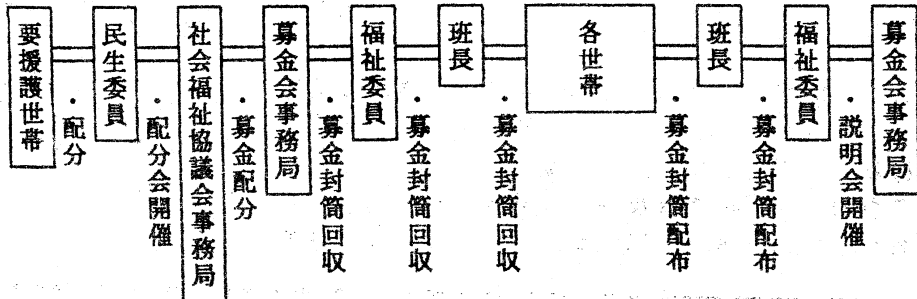 募金会事務局
・説明会開催
福祉委員
・募金封筒配布
班長
・募金封筒配布
各世帯
・募金封筒回収
班長
・募金封筒回収
福祉委員
・募金封筒回収
募金会事務局
・募金配分
社会福祉協議会事務局
・配分会開催
民生委員
・配分
要援護世帯